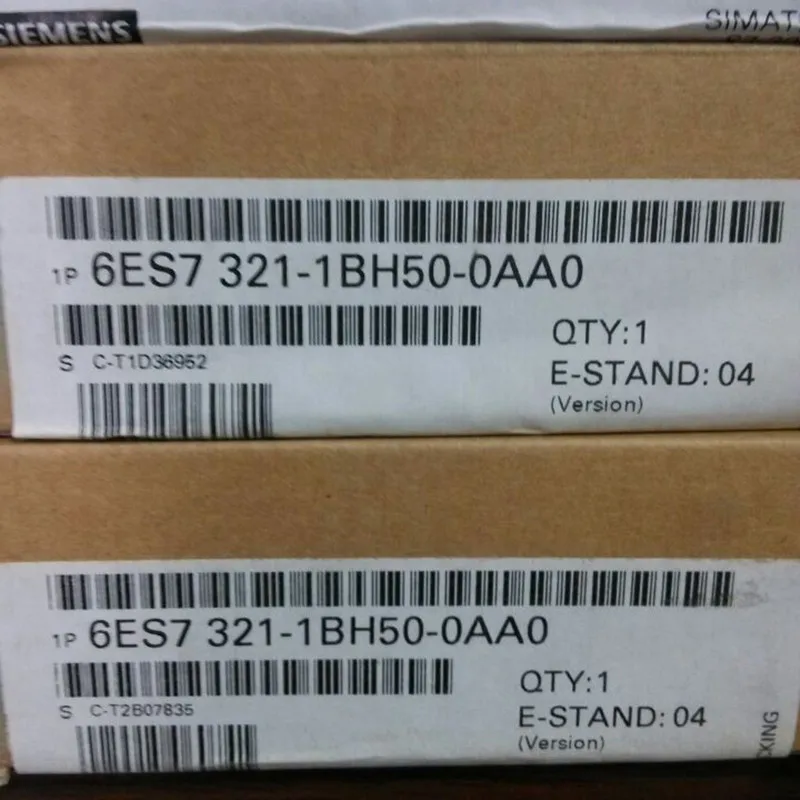 SIEMENS
SIMAT
1P 6ES7 321-1BH50-0AA0
QTY:1
S C-T1D36952
E-STAND: 04
(Version)
1P 6ES7 321-1BH50-0AA0
QTY:1
S C-T2B07835
E-STAND: 04
(Version)
CKING